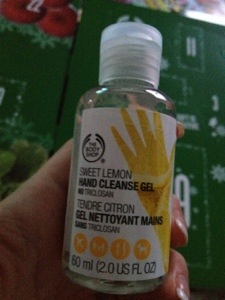 THE
BODY
SHOP
SWEET LEMON
HAND CLEANSE GEL
NO TRICLOSAN
TENDRE CITRON
GEL NETTOYANT MAINS
SANS TRICLOSAN
60 ml (2.0 US FL OZ)
22